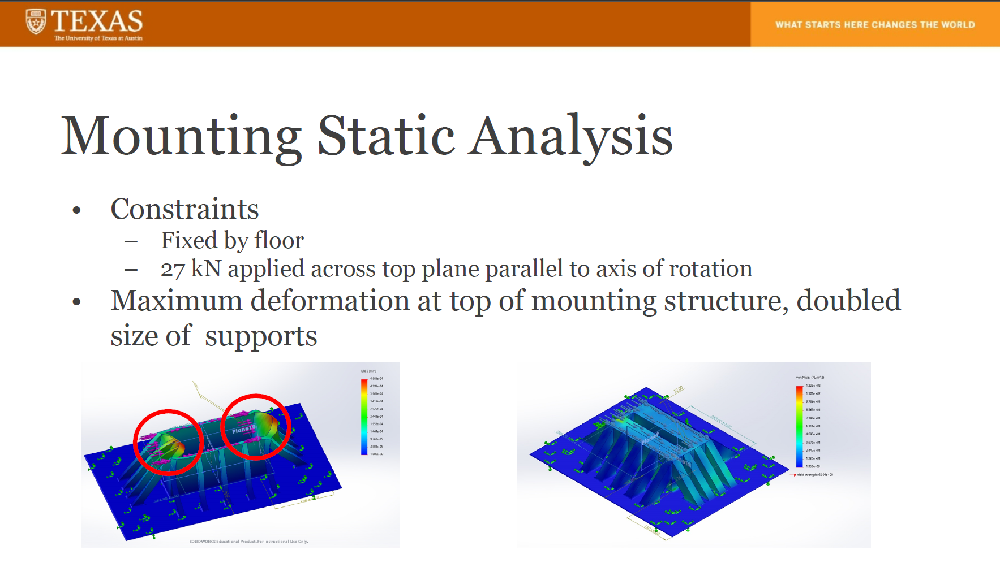 TEXAS
The University of Texas at Austin
WHAT STARTS HERE CHANGES THE WORLD
Mounting Static Analysis
• Constraints
– Fixed by floor
– 27 kN applied across top plane parallel to axis of rotation
• Maximum deformation at top of mounting structure, doubled
size of supports
URES (mm)
4.881e-04
4.393e-04
3.905e-04
3.417e-04
2.929e-04
2.441e-04
1.952e-04
1.464e-04
9.762e-05
4.881e-05
1.000e-30
SOLIDWORKS Educational Product. For Instructional Use Only.
12.00
von Mises (N/m^2)
1.223e+02
1.101e+02
9.786e+01
8.563e+01
7.340e+01
6.116e+01
4.893e+01
3.670e+01
2.447e+01
1.223e+01
Yield strength: 6.204e+08